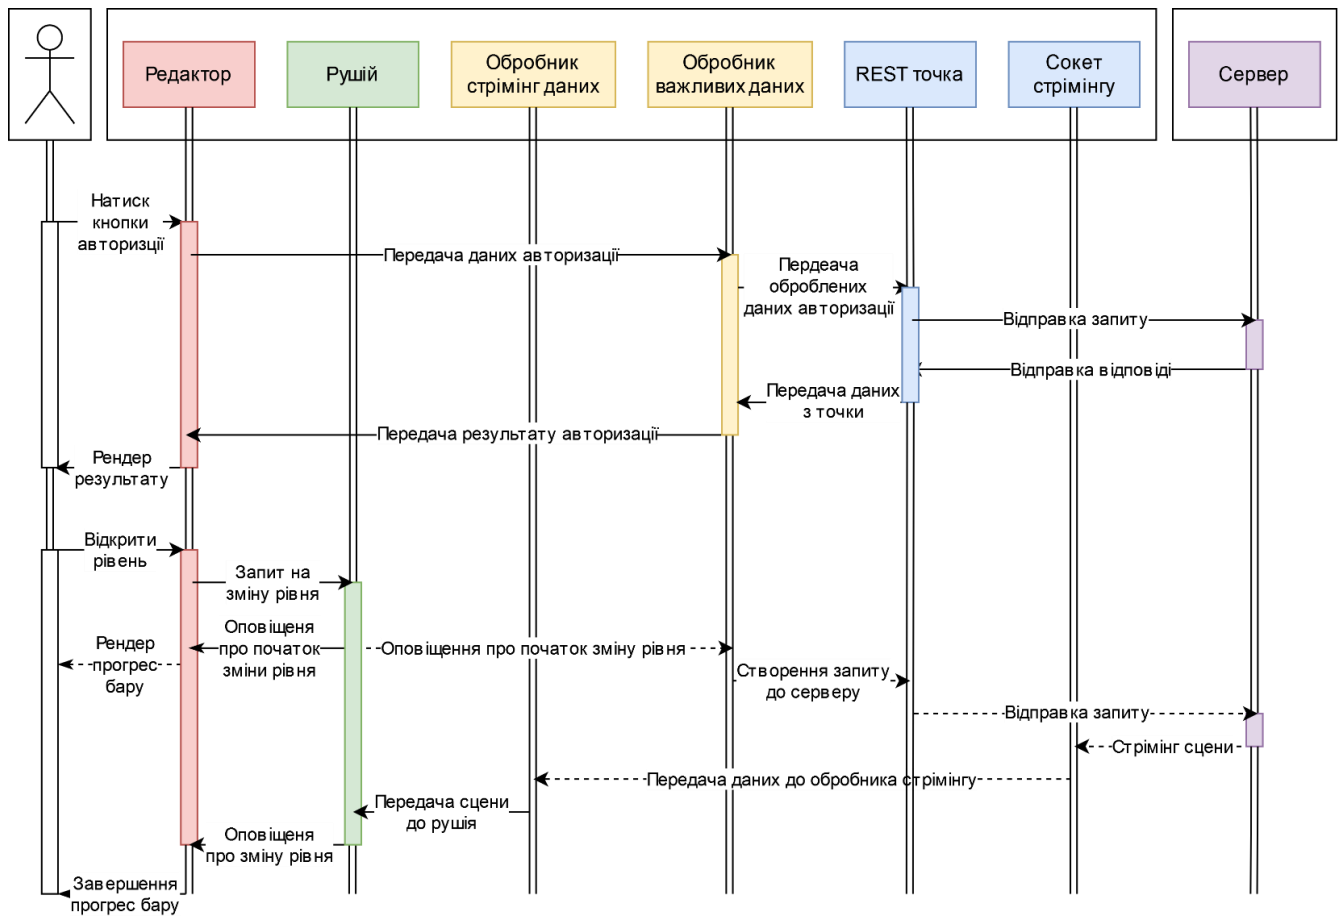 Редактор
Рушій
Обробник
стрімінг даних
Обробник
важливих даних
REST точка
Сокет
стрімінгу
Сервер
Натиск
кнопки
авторизції
Передача даних авторизації
Пердеача
оброблених
даних авторизації
Відправка запиту
Відправка відповіді
Передача даних
з точки
Передача результату авторизації
Рендер
результату
Відкрити
рівень
Запит на
зміну рівня
Оповіщеня
про початок
зміни рівня
Оповіщення про початок зміну рівня
Рендер
прогрес
бару
Створення запиту
до серверу
Відправка запиту
Стрімінг сцени
Передача даних до обробника стрімінгу
Передача сцени
до рушія
Оповіщеня
про зміну рівня
Завершення
прогрес бару